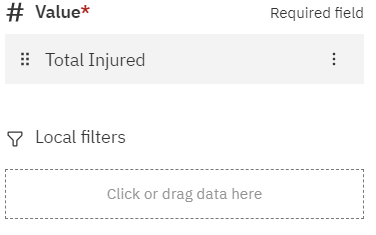 # Value* Required field
Total Injured
Local filters
Click or drag data here